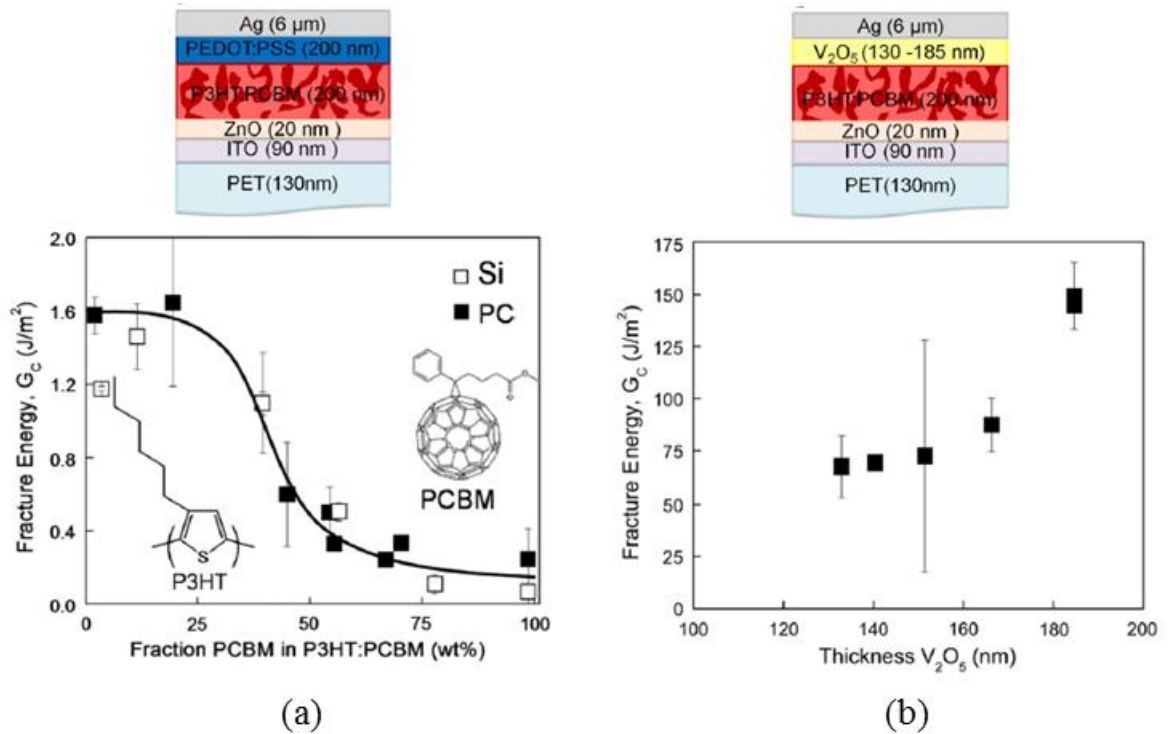 Ag (6 µm)
PEDOT:PSS (200 nm)
P3HT:PCBM (200 nm)
ZnO (20 nm )
ITO (90 nm )
PET(130nm)
Ag (6 µm)
V2O5 (130 -185 nm)
P3HT:PCBM (200 nm)
ZnO (20 nm )
ITO (90 nm )
PET(130nm)
Fracture Energy, GC (J/m2)
2.0
1.6
1.2
0.8
0.4
0.0
0
25
50
75
100
Fraction PCBM in P3HT:PCBM (wt%)
Si
PC
O
O
PCBM
S
P3HT
(a)
Fracture Energy, GC (J/m2)
175
150
125
100
75
50
25
0
100
120
140
160
180
200
Thickness V2O5 (nm)
(b)